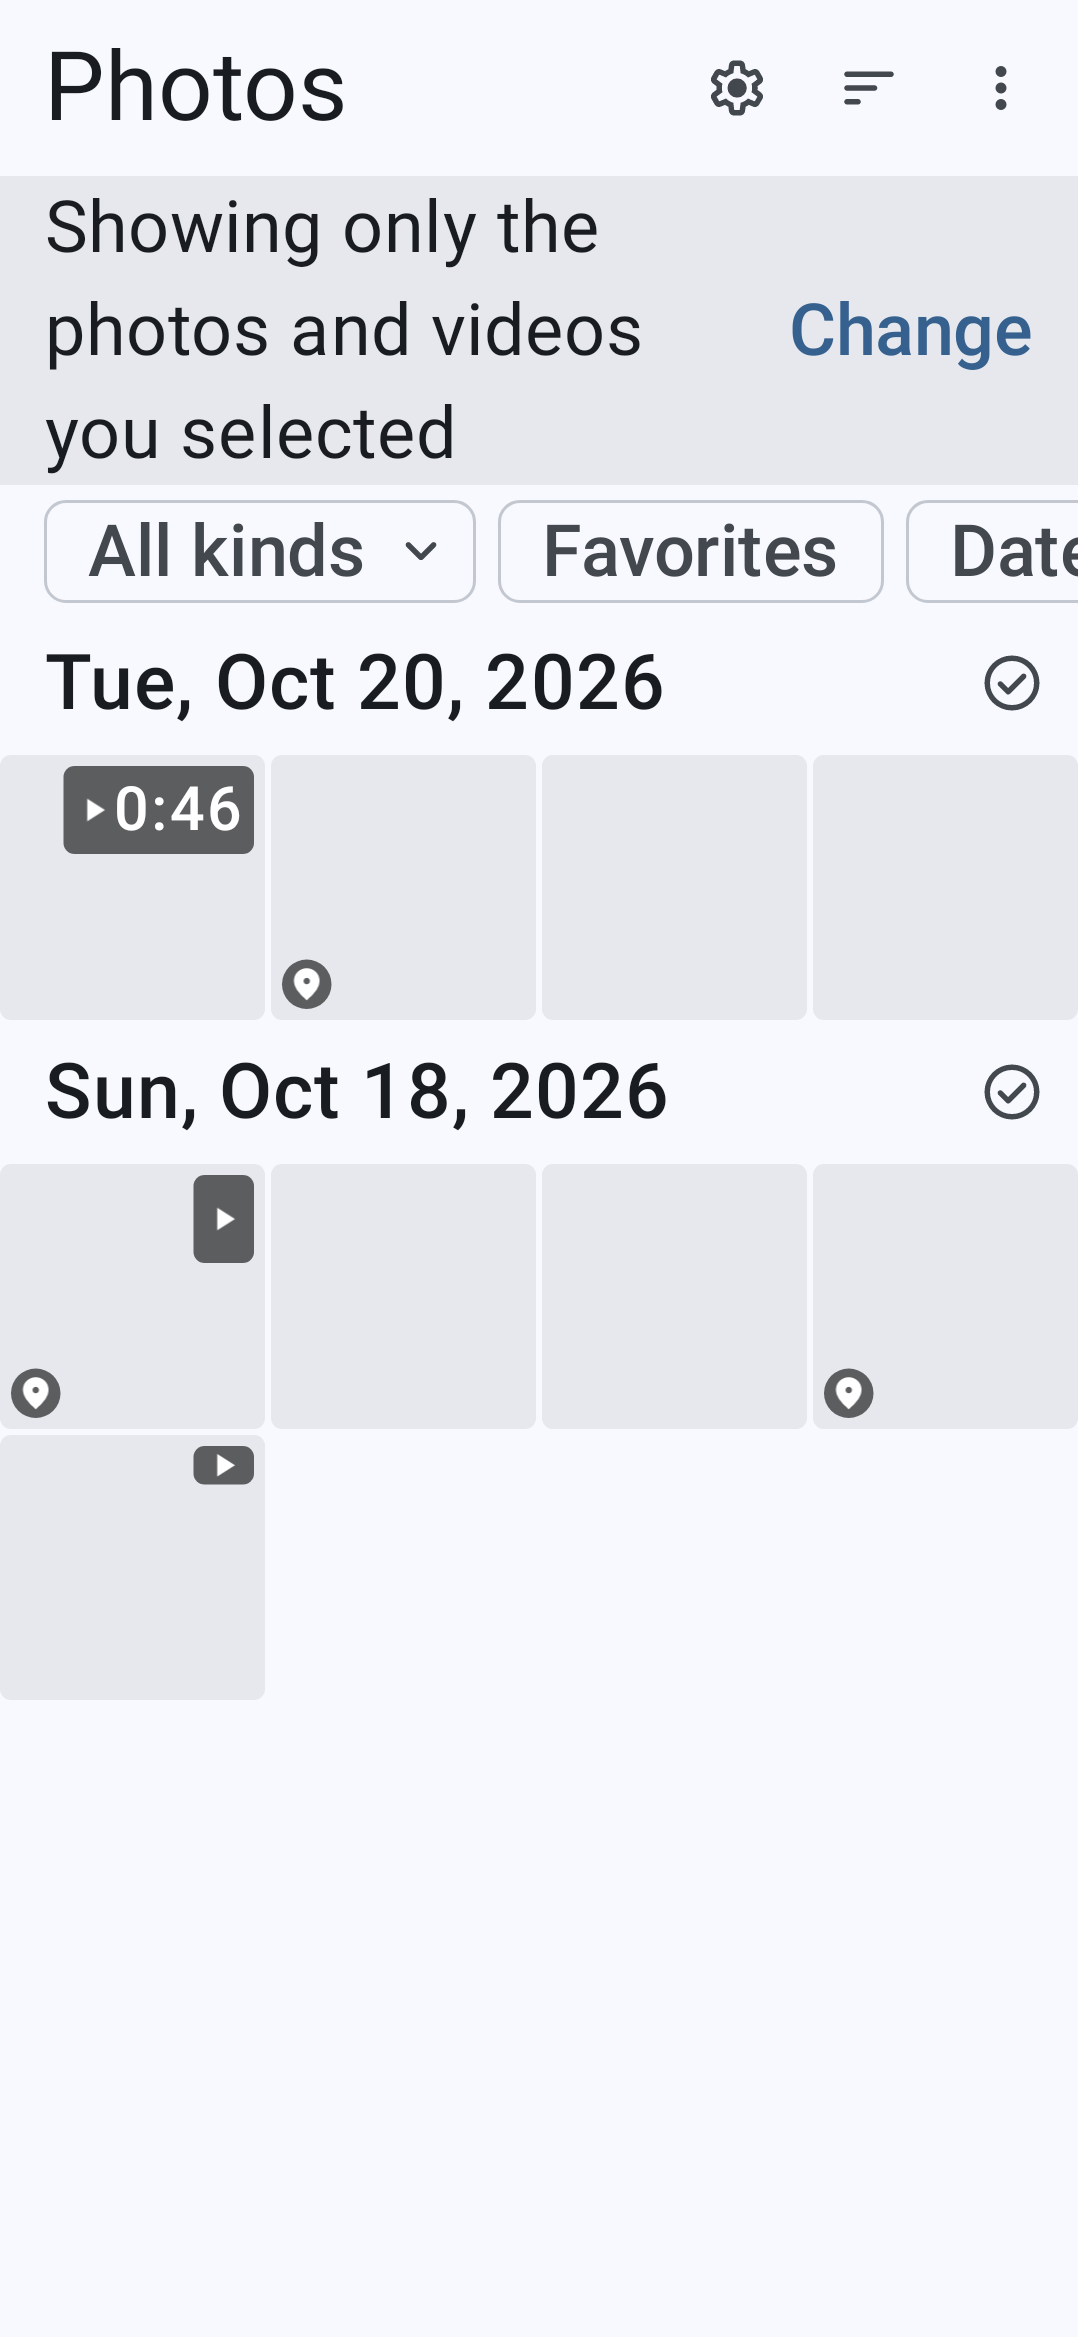 Photos
Showing only the
photos and videos
you selected
Change
All kinds
Favorites
Date
Tue, Oct 20, 2026
0:46
Sun, Oct 18, 2026